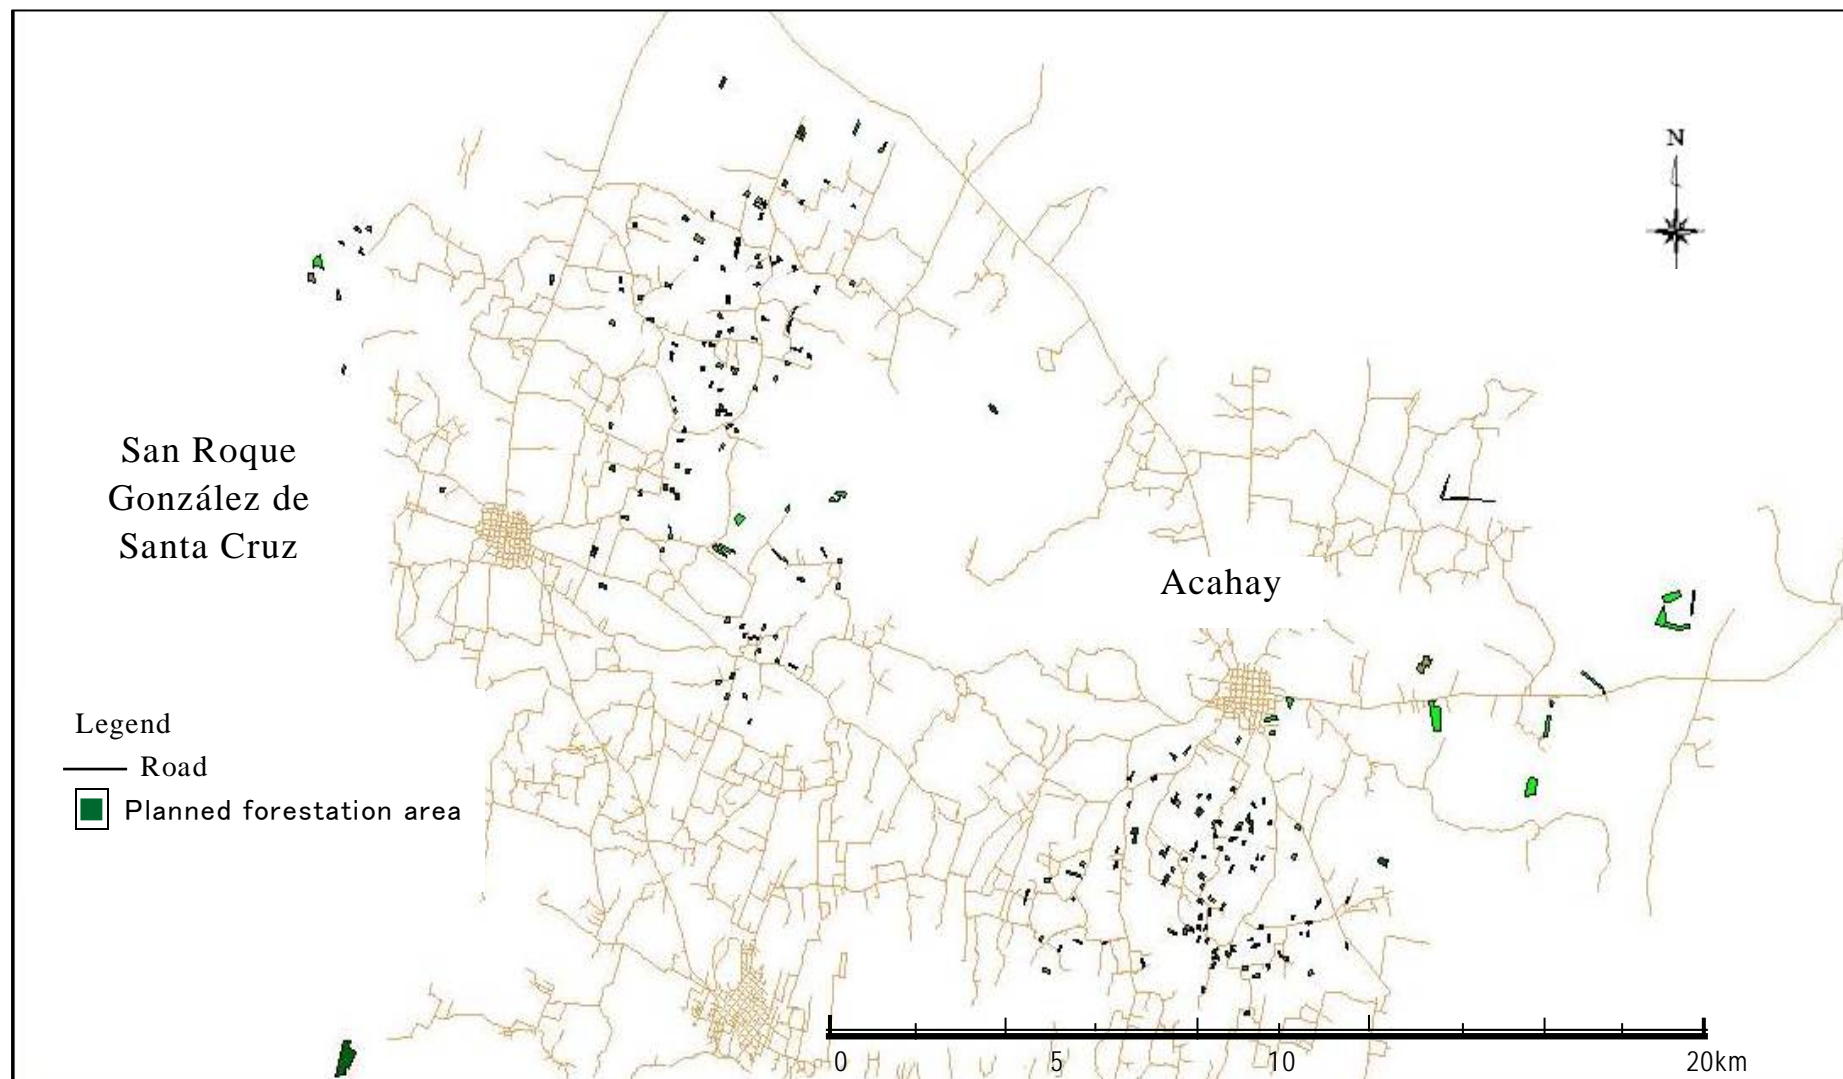 N
San Roque
González de
Santa Cruz
Acahay
Legend
Road
Planned forestation area
0 5 10 20km